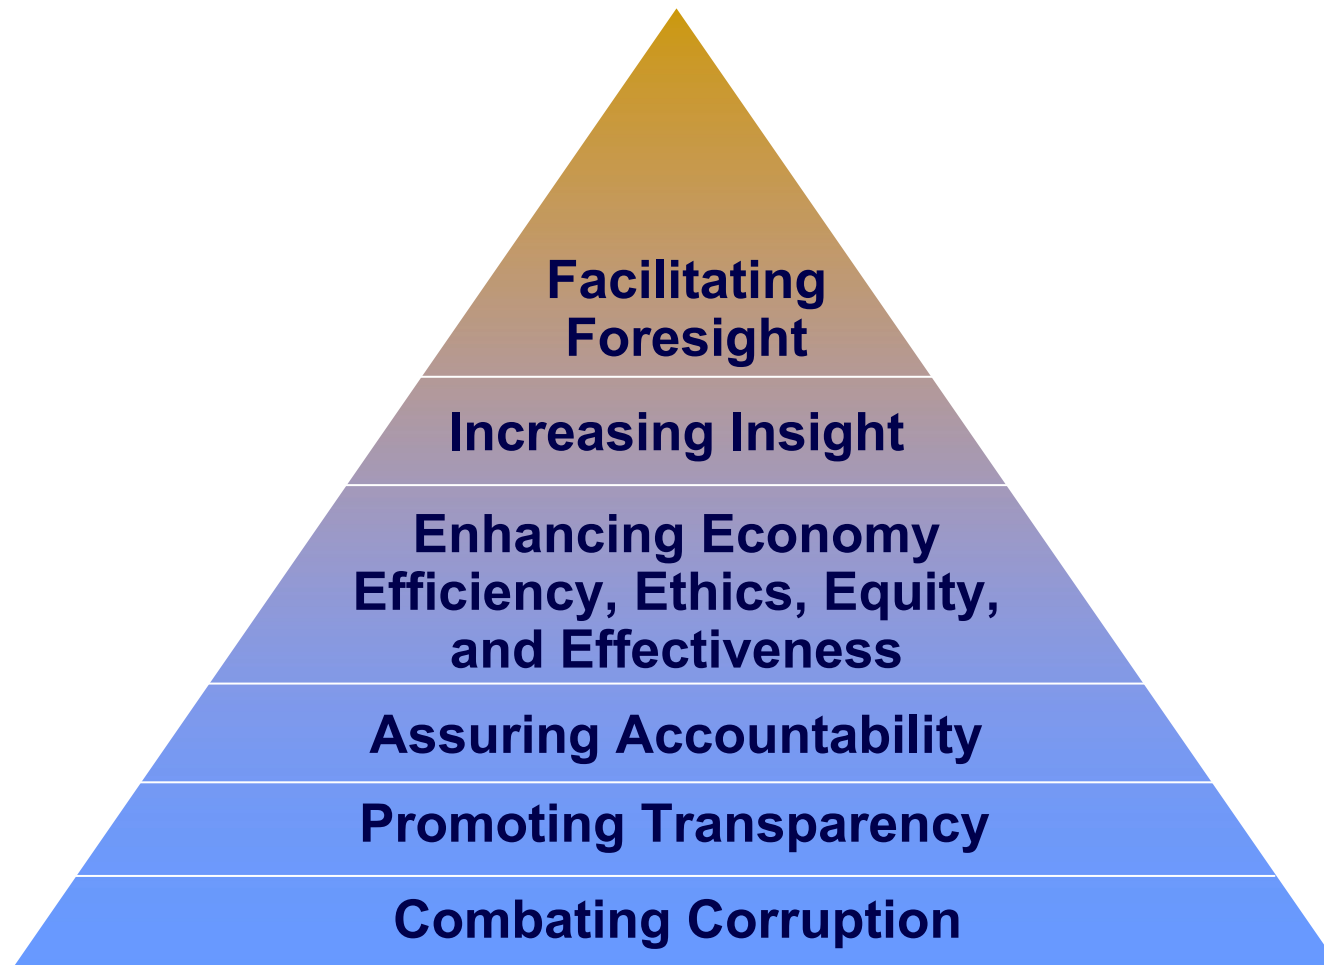 Facilitating
Foresight
Increasing Insight
Enhancing Economy
Efficiency, Ethics, Equity,
and Effectiveness
Assuring Accountability
Promoting Transparency
Combating Corruption